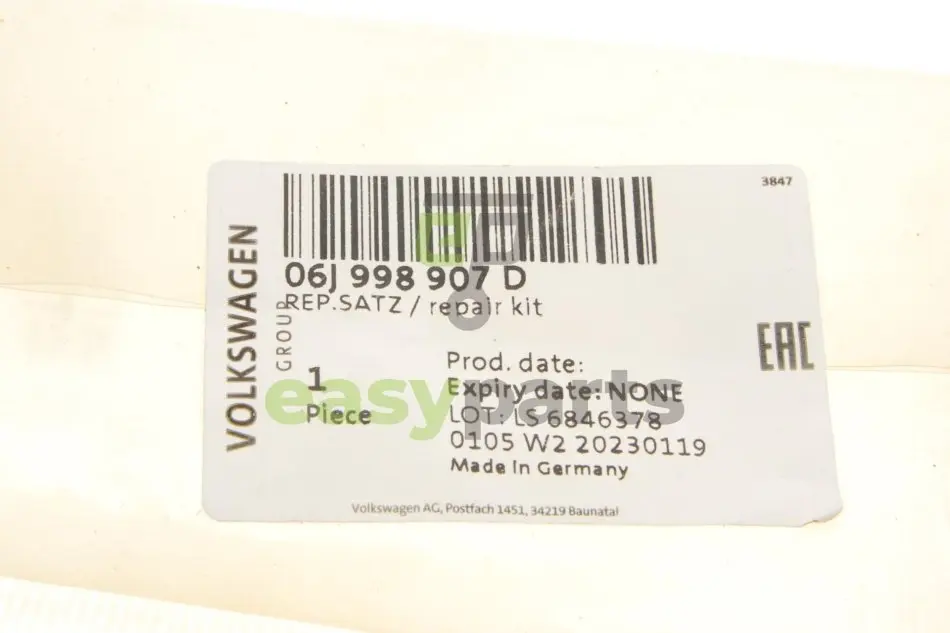 3847
06J 998 907 D
REP.SATZ / repair kit
VOLKSWAGEN
GROUP
1
Piece
Prod. date:
Expiry date: NONE
LOT: LS 6846378
0105 W2 20230119
Made in Germany
EAC
easyparts
Volkswagen AG, Postfach 1451, 34219 Baunatal